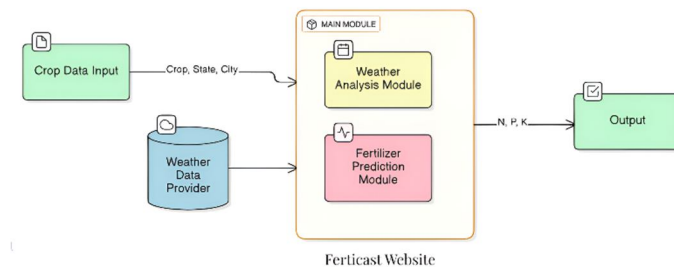 MAIN MODULE
Crop Data Input
Crop, State, City
Weather
Analysis Module
N, P, K
Output
Weather
Data
Provider
Fertilizer
Prediction
Module
Ferticast Website